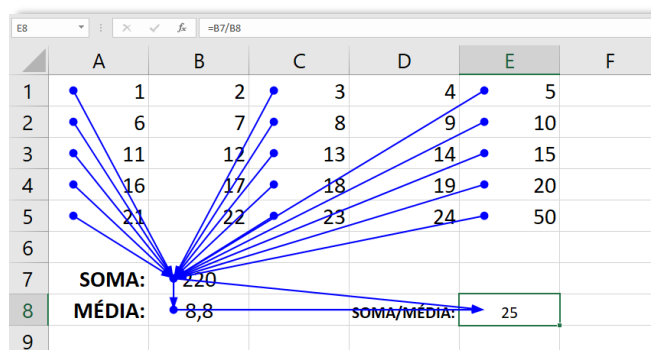 E8 fx =B7/B8
A B C D E F
1 1 2 3 4 5
2 6 7 8 9 10
3 11 12 13 14 15
4 16 17 18 19 20
5 21 22 23 24 50
6
7 SOMA: 220
8 MÉDIA: 8,8 SOMA/MÉDIA: 25
9